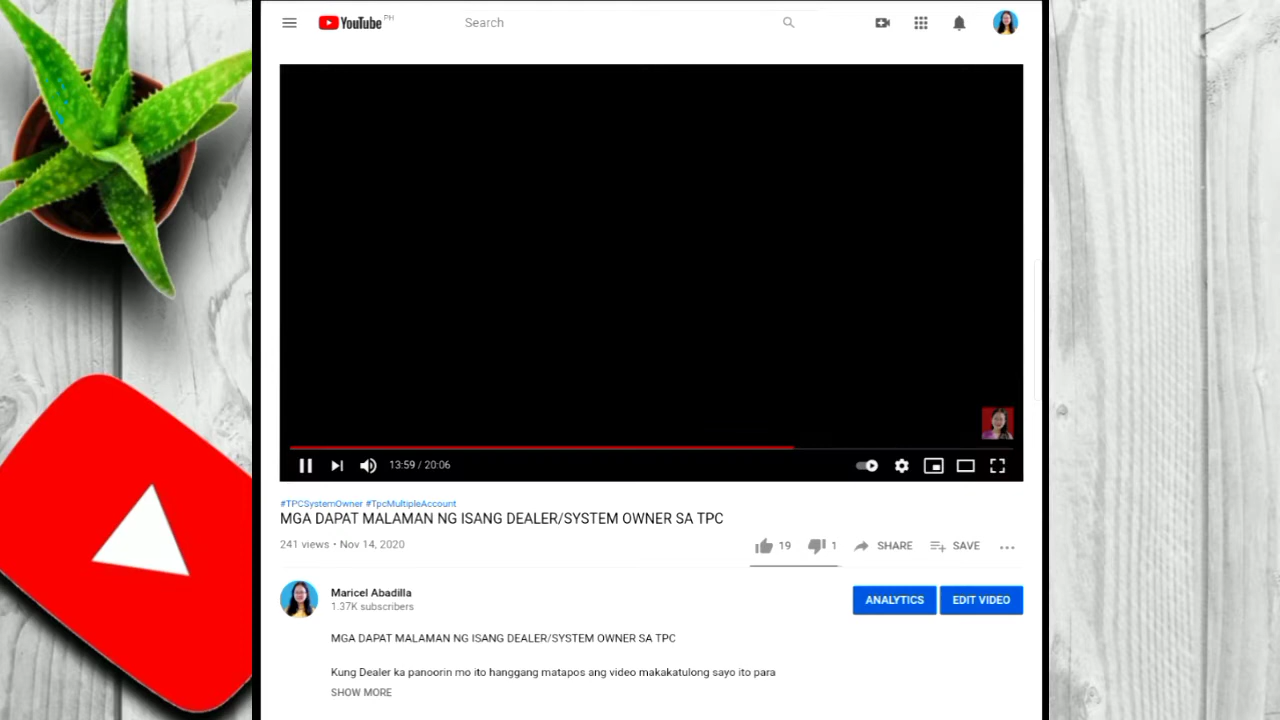 YouTube PH
Search
13:59 / 20:06
#TPCSystemOwner #TpcMultipleAccount
MGA DAPAT MALAMAN NG ISANG DEALER/SYSTEM OWNER SA TPC
241 views • Nov 14, 2020
19 1 SHARE SAVE
Maricel Abadilla
1.37K subscribers
ANALYTICS EDIT VIDEO
MGA DAPAT MALAMAN NG ISANG DEALER/SYSTEM OWNER SA TPC
Kung Dealer ka panoorin mo ito hanggang matapos ang video makakatulong sayo ito para
SHOW MORE